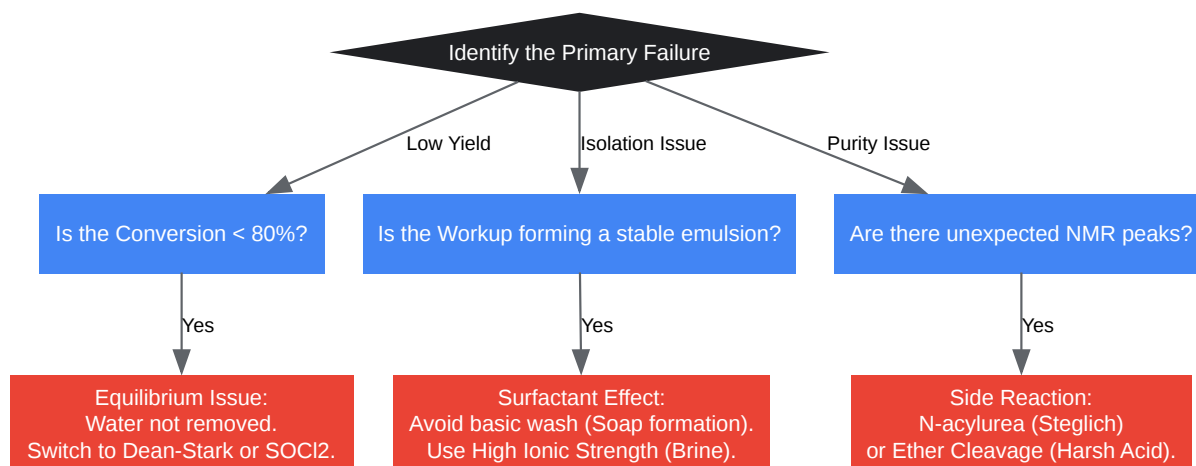 Identify the Primary Failure
Low Yield
Isolation Issue
Purity Issue
Is the Conversion < 80%?
Is the Workup forming a stable emulsion?
Are there unexpected NMR peaks?
Yes
Yes
Yes
Equilibrium Issue:
Water not removed.
Switch to Dean-Stark or SOCl2.
Surfactant Effect:
Avoid basic wash (Soap formation).
Use High Ionic Strength (Brine).
Side Reaction:
N-acylurea (Steglich)
or Ether Cleavage (Harsh Acid).